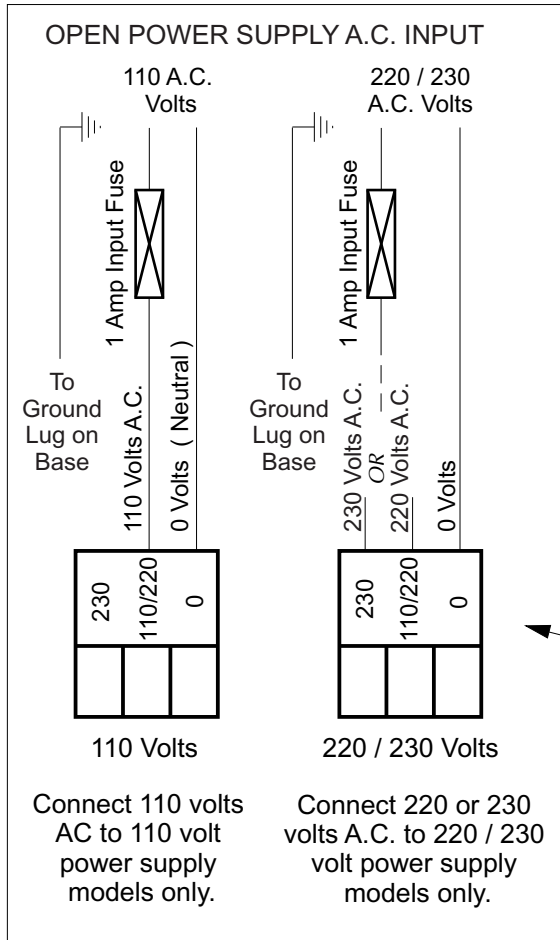 OPEN POWER SUPPLY A.C. INPUT
110 A.C.
Volts
1 Amp Input Fuse
To
Ground
Lug on
Base
110 Volts A.C.
0 Volts ( Neutral )
230
110/220
0
110 Volts
Connect 110 volts
AC to 110 volt
power supply
models only.
220 / 230
A.C. Volts
1 Amp Input Fuse
To
Ground
Lug on
Base
230 Volts A.C.
OR
220 Volts A.C.
0 Volts
230
110/220
0
220 / 230 Volts
Connect 220 or 230
volts A.C. to 220 / 230
volt power supply
models only.